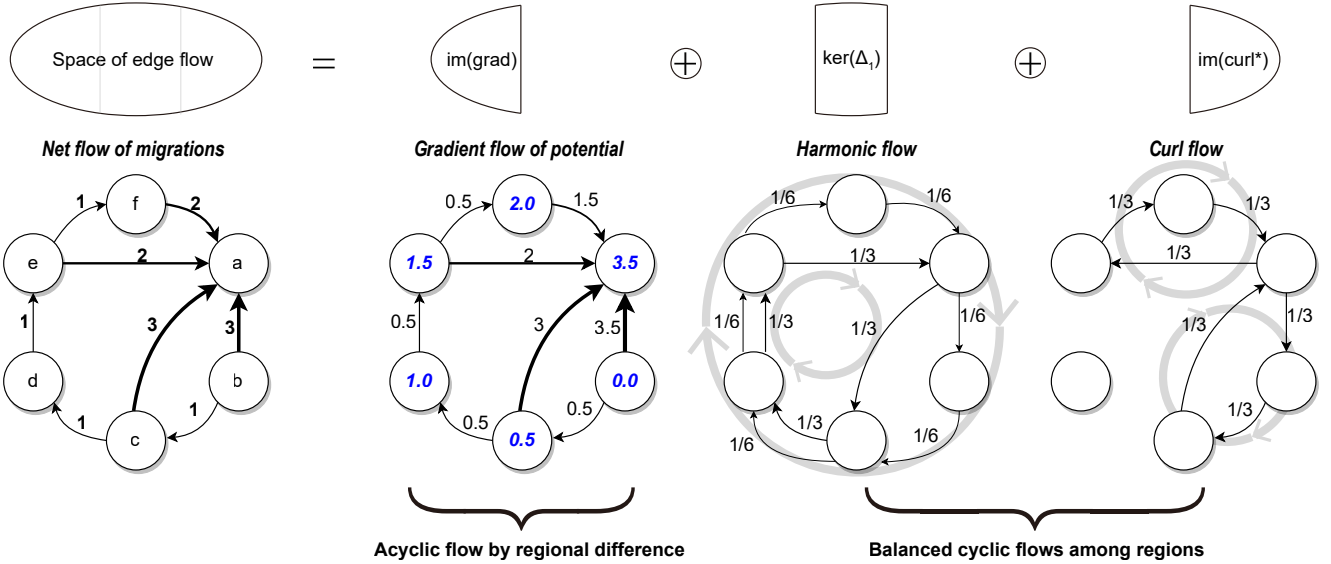 Space of edge flow
=
im(grad)
⊕
ker(Δ₁)
⊕
im(curl*)
Net flow of migrations
Gradient flow of potential
Harmonic flow
Curl flow
1
f
2
e
2
a
1
3
3
d
b
1
c
1
0.5
2.0
1.5
1.5
2
3.5
0.5
3
3.5
1.0
0.0
0.5
0.5
0.5
1/6
1/6
1/3
1/6
1/3
1/3
1/6
1/3
1/6
1/6
1/3
1/3
1/3
1/3
1/3
1/3
Acyclic flow by regional difference
Balanced cyclic flows among regions